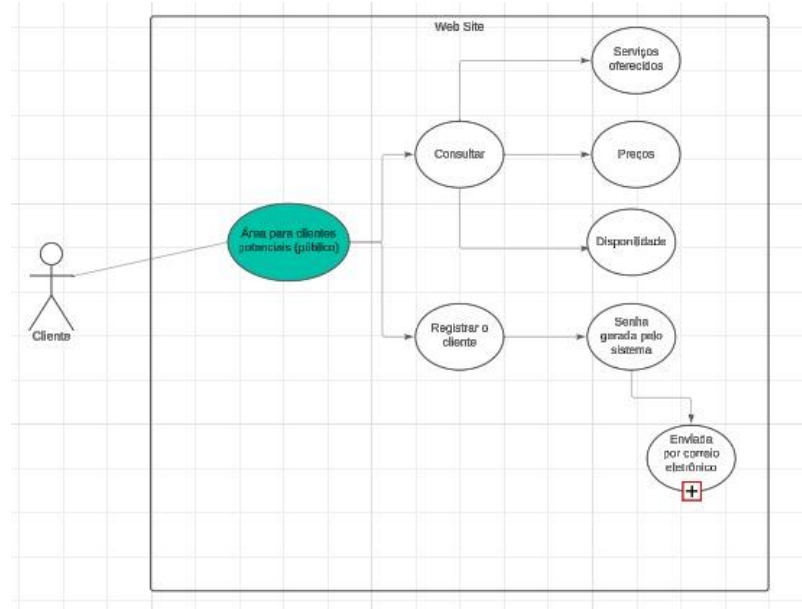 Web Site
Serviços
oferecidos
Consultar
Preços
Área para clientes
potenciais (público)
Disponilidade
Cliente
Registrar o
cliente
Senha
gerada pelo
sistema
Enviada
por correio
eletrônico